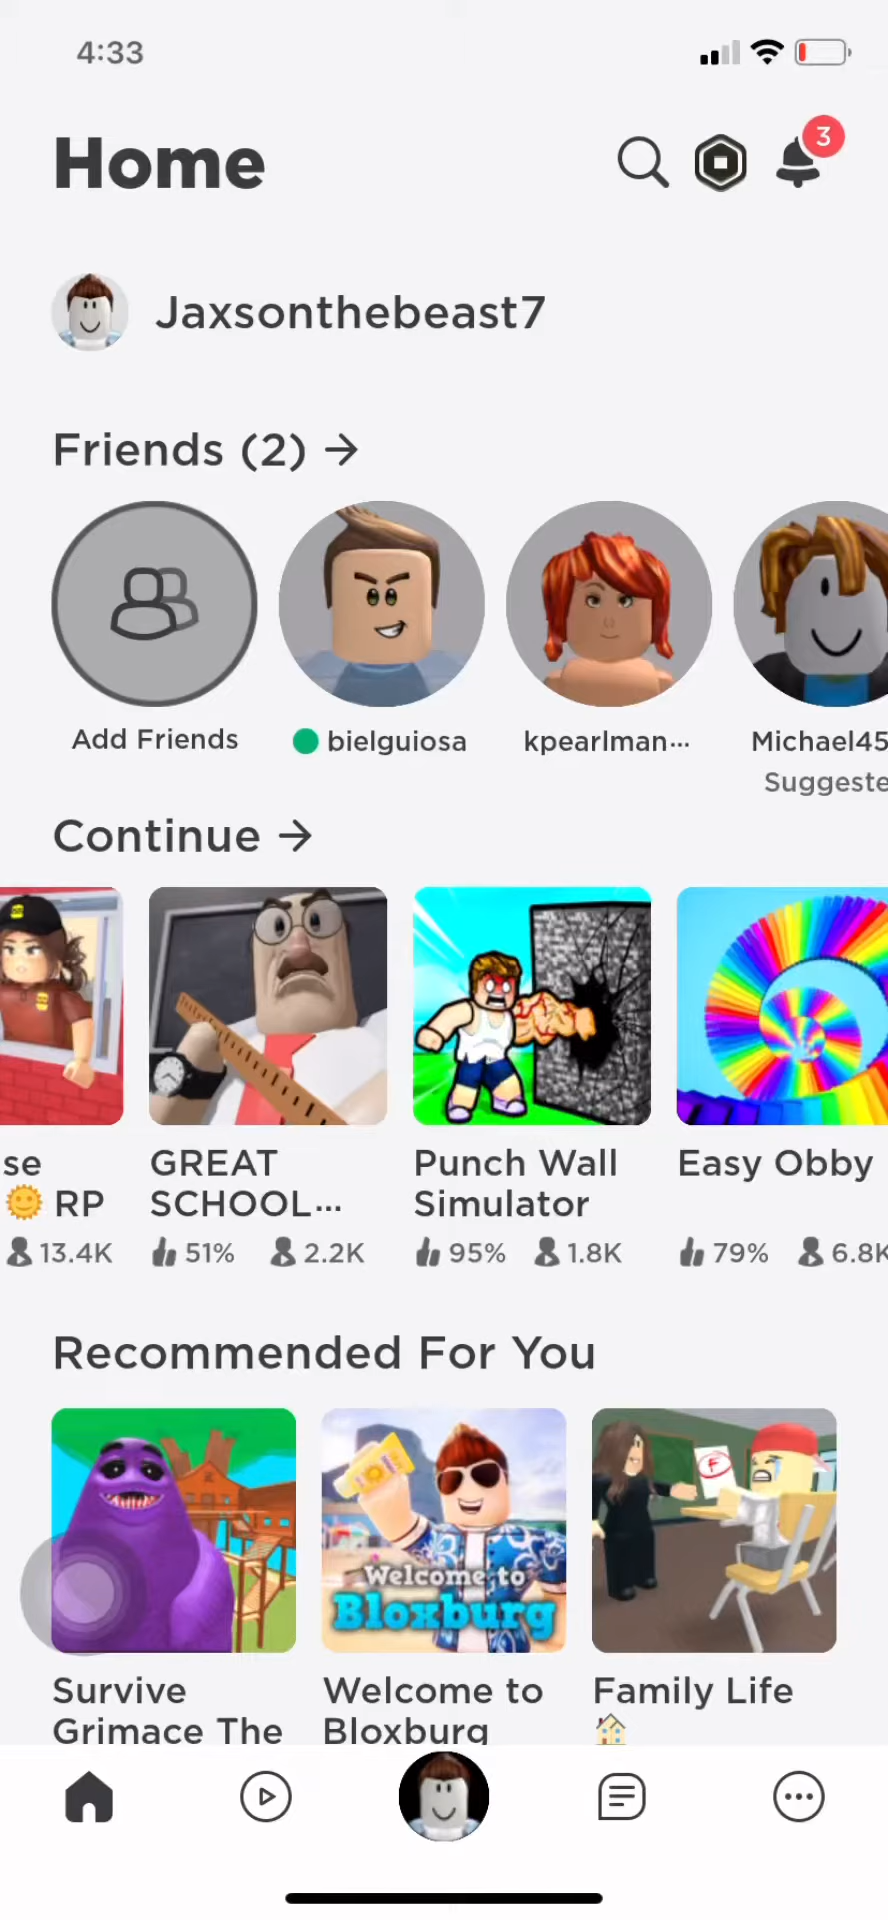 4:33
Home
3
Jaxsonthebeast7
Friends (2) →
Add Friends
bielguiosa
kpearlman...
Michael45
Suggeste
Continue →
se
🌞 RP
13.4K
GREAT
SCHOOL...
51% 2.2K
Punch Wall
Simulator
95% 1.8K
Easy Obby
79% 6.8K
Recommended For You
F
Welcome to
Bloxburg
Survive
Grimace The
Welcome to
Bloxburg
Family Life
🏠